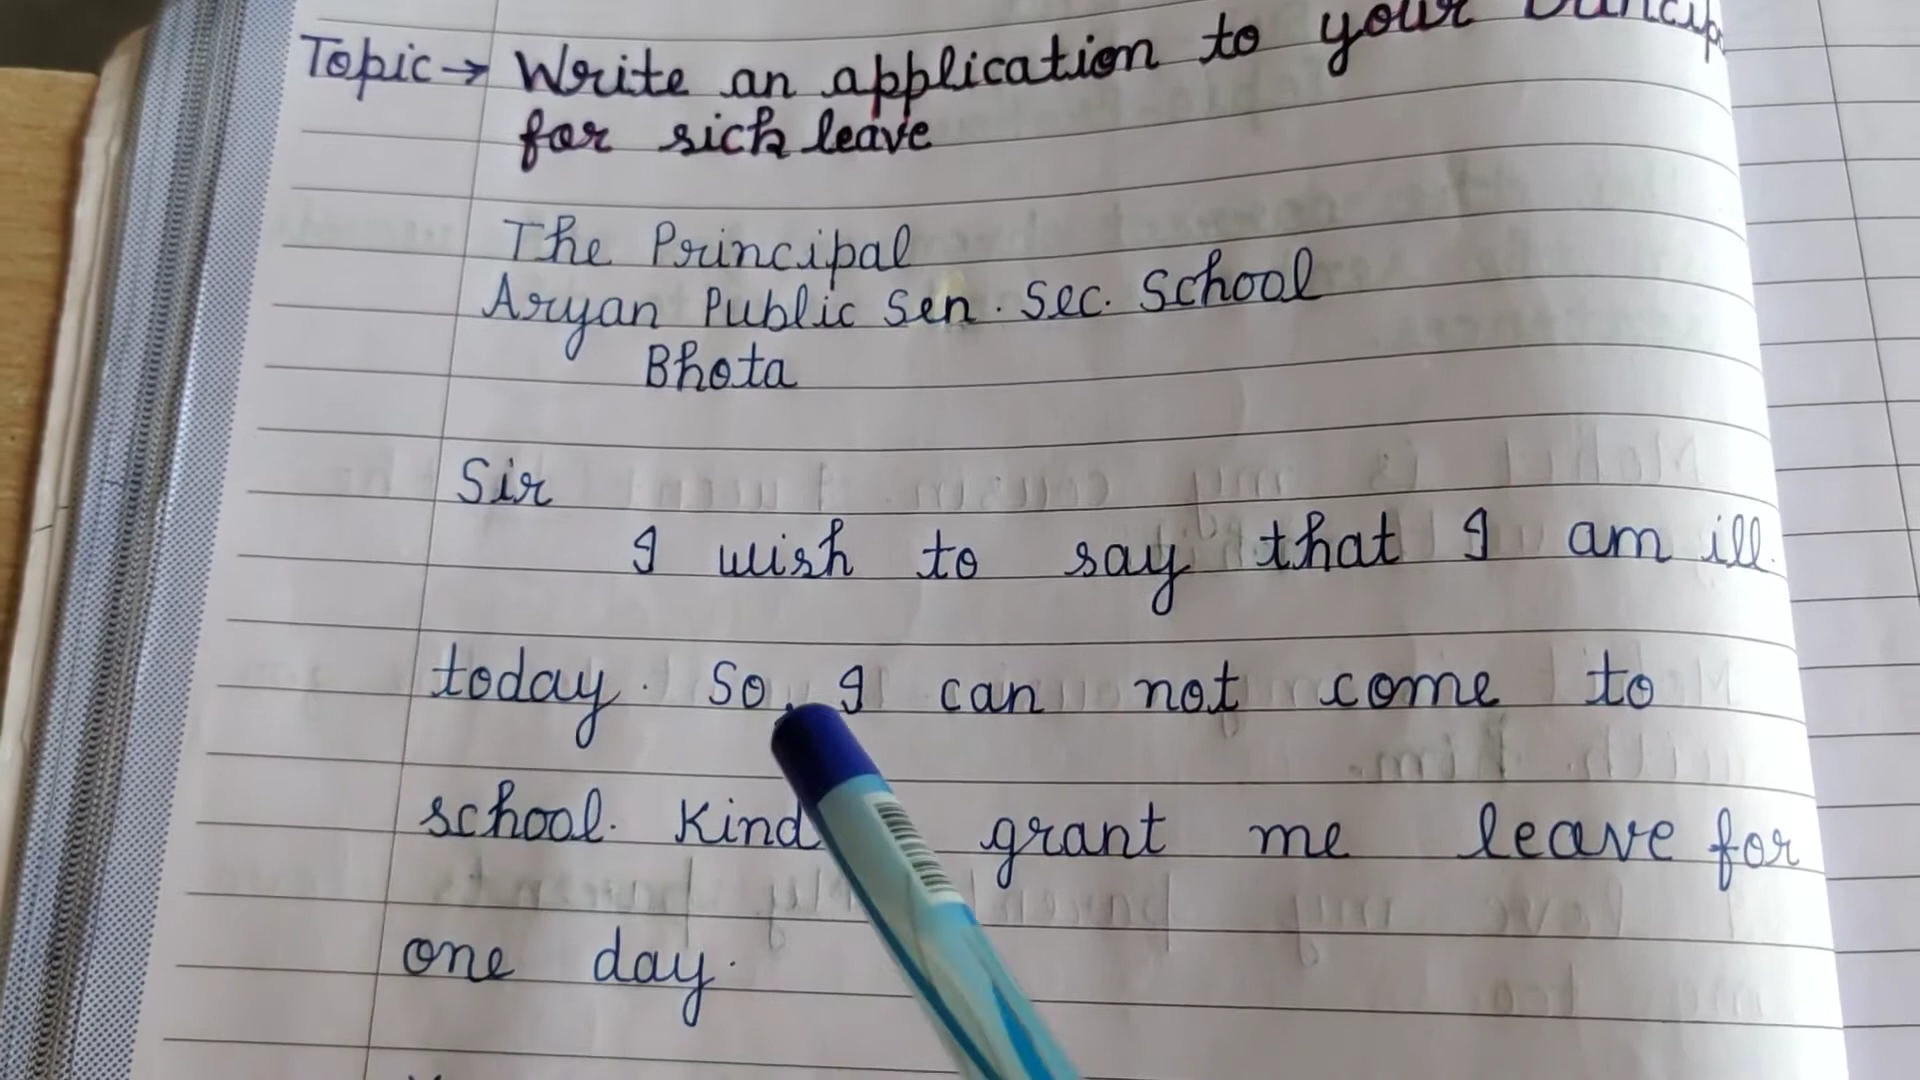 Topic → Write an application to your
for sick leave
The Principal
Aryan Public Sen. Sec. School
Bhota
Sir
I wish to say that I am ill.
today. So, I can not come to
school. Kind grant me leave for
one day.